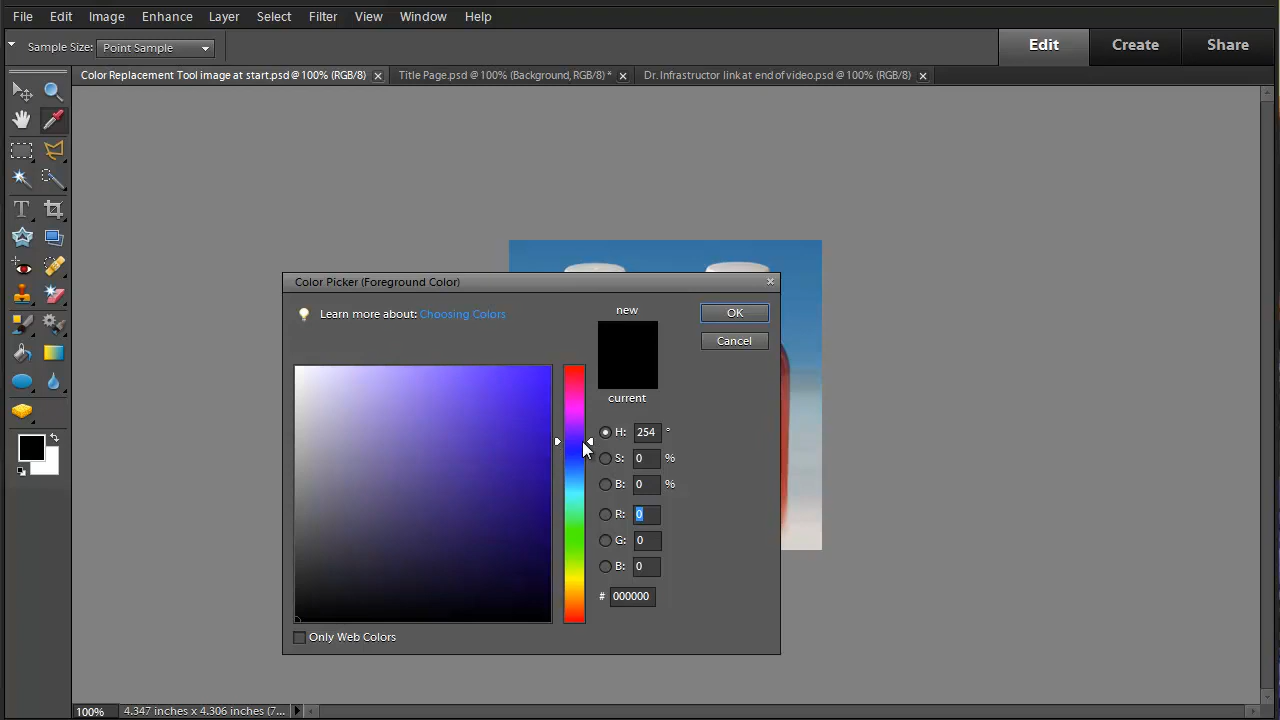 File Edit Image Enhance Layer Select Filter View Window Help
Sample Size: Point Sample
Edit Create Share
Color Replacement Tool image at start.psd @ 100% (RGB/8) Title Page.psd @ 100% (Background, RGB/8) * Dr. Infrastructor link at end of video.psd @ 100% (RGB/8)
T
Color Picker (Foreground Color)
Learn more about: Choosing Colors
new
OK
Cancel
current
H: 254 °
S: 0 %
B: 0 %
R: 0
G: 0
B: 0
# 000000
Only Web Colors
100% 4.347 inches x 4.306 inches (7...